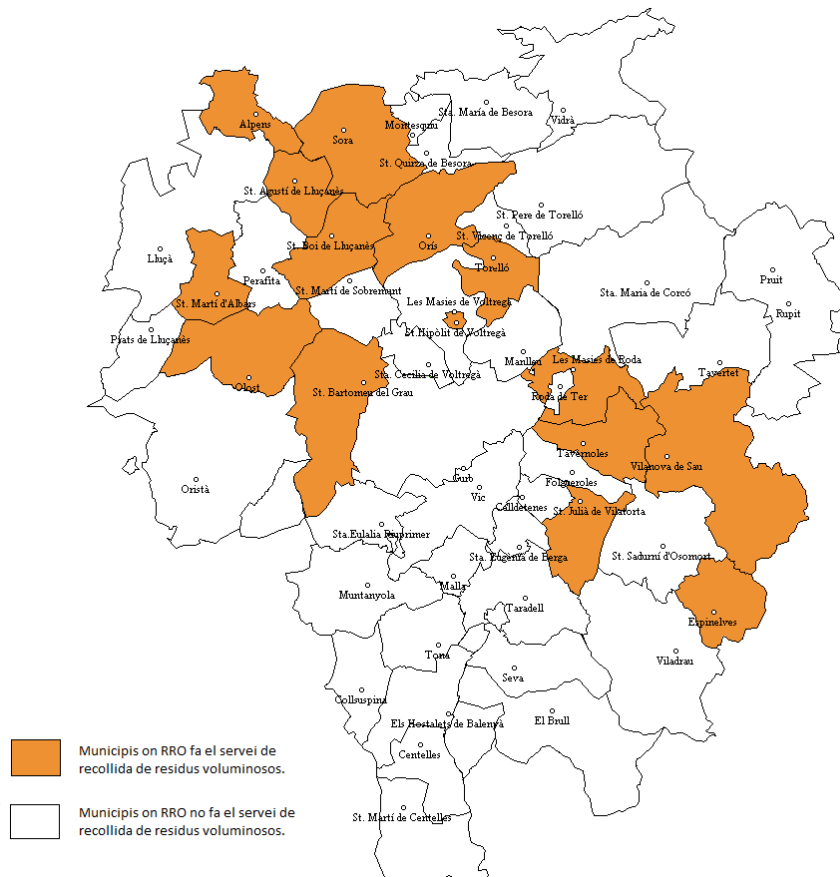 Sta. María de Besora
Vidrà
Alpens
Montesquiu
Sora
St. Quirze de Besora
St. Agustí de Lluçanès
St. Pere de Torelló
St. Vicenç de Torelló
St. Boi de Lluçanès
Orís
Lluçà
Torelló
Perafita
Pruit
St. Martí de Sobremunt
Sta. Maria de Corcó
St. Martí d'Albars
Les Masies de Voltregà
Rupit
St. Hipòlit de Voltregà
Prats de Lluçanès
Manlleu
Les Masies de Roda
Tavertet
Sta. Cecilia de Voltregà
Olost
St. Bartomeu del Grau
Roda de Ter
Tavèrnoles
Vilanova de Sau
Gurb
Folgueroles
Oristà
Vic
Calldetenes
St. Julià de Vilatorta
Sta.Eulalia Riuprimer
Sta. Eugènia de Berga
St. Sadurní d'Osomort
Malla
Muntanyola
Taradell
Espinelves
Tona
Viladrau
Seva
Collsuspina
Els Hostalets de Balenyà
El Brull
Centelles
St. Martí de Centelles
Municipis on RRO fa el servei de
recollida de residus voluminosos.
Municipis on RRO no fa el servei de
recollida de residus voluminosos.